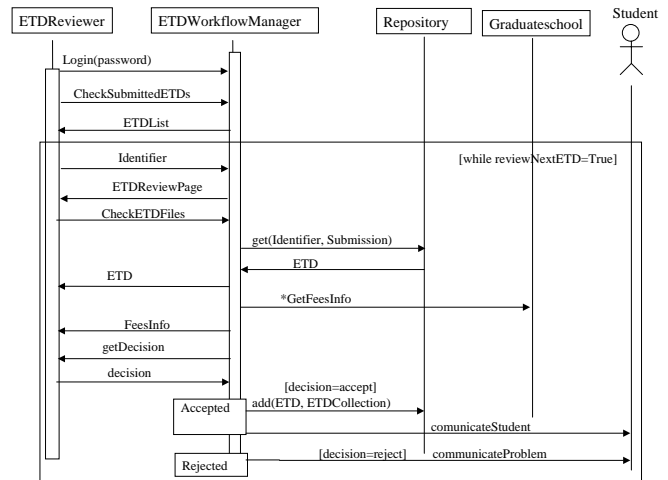 Student
ETDReviewer
ETDWorkflowManager
Repository
Graduateschool
Login(password)
CheckSubmittedETDs
ETDList
Identifier
[while reviewNextETD=True]
ETDReviewPage
CheckETDFiles
get(Identifier, Submission)
ETD
ETD
*GetFeesInfo
FeesInfo
getDecision
decision
[decision=accept]
Accepted
add(ETD, ETDCollection)
comunicateStudent
[decision=reject]
communicateProblem
Rejected